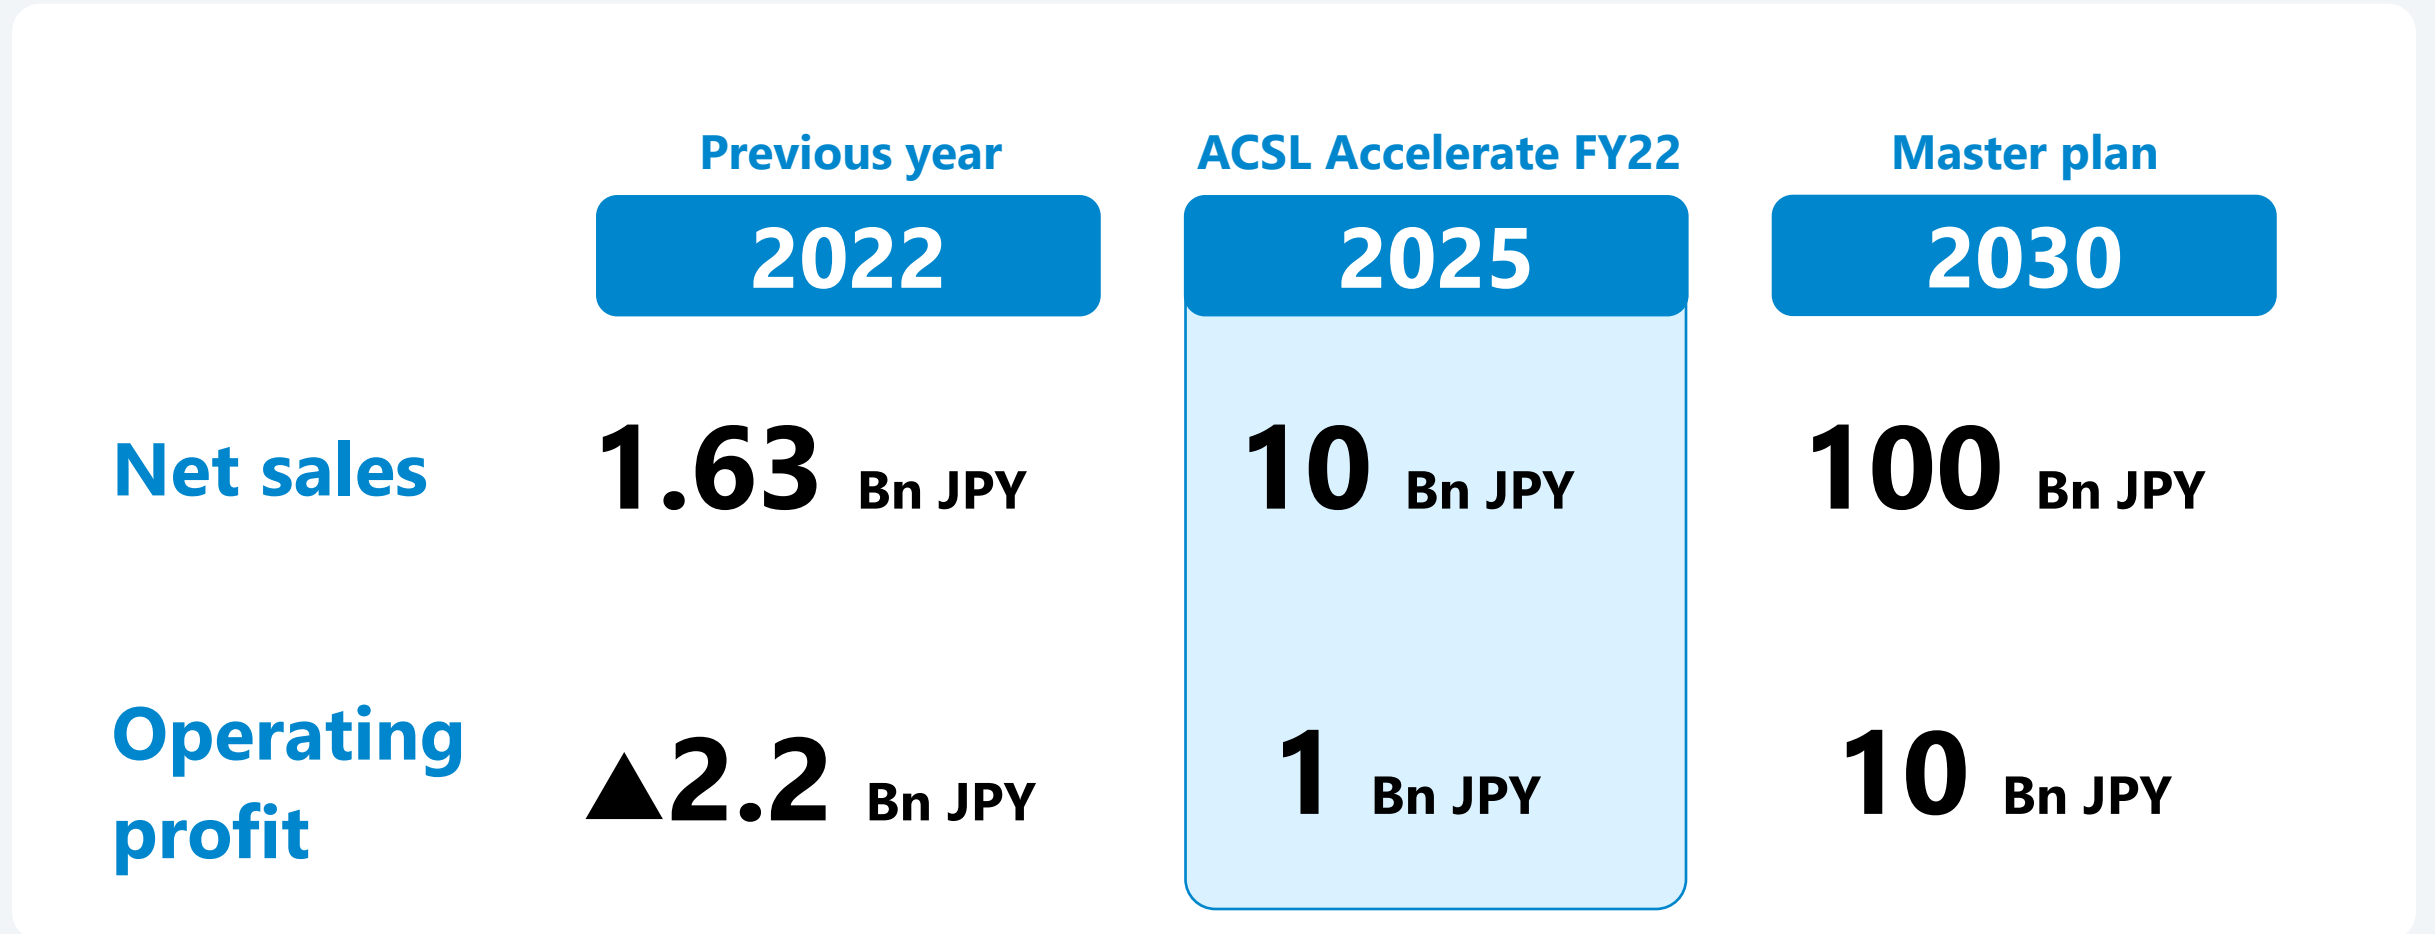 Previous year ACSL Accelerate FY22 Master plan
2022 2025 2030
Net sales 1.63 Bn JPY 10 Bn JPY 100 Bn JPY
Operating
profit ▲2.2 Bn JPY 1 Bn JPY 10 Bn JPY